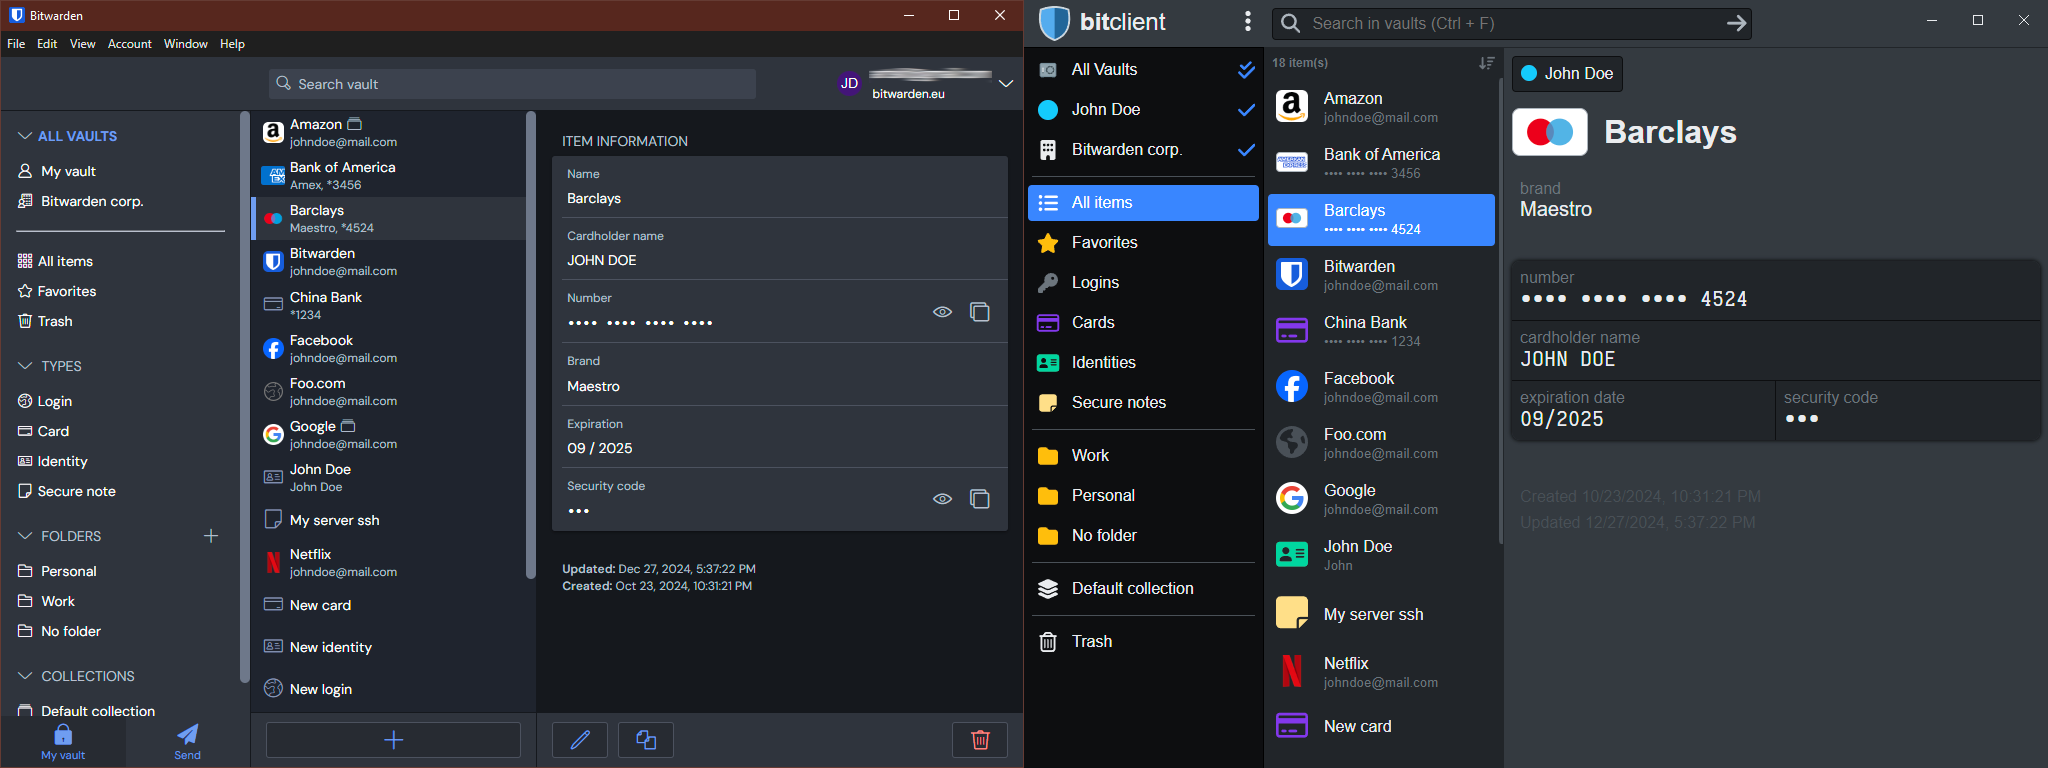 Bitwarden
File Edit View Account Window Help
Search vault
JD
bitwarden.eu
ALL VAULTS
My vault
Bitwarden corp.
All items
Favorites
Trash
TYPES
Login
Card
Identity
Secure note
FOLDERS
Personal
Work
No folder
COLLECTIONS
Default collection
My vault
Send
Amazon
johndoe@mail.com
Bank of America
Amex, *3456
Barclays
Maestro, *4524
Bitwarden
johndoe@mail.com
China Bank
*1234
Facebook
johndoe@mail.com
Foo.com
johndoe@mail.com
Google
johndoe@mail.com
John Doe
John Doe
My server ssh
Netflix
johndoe@mail.com
New card
New identity
New login
ITEM INFORMATION
Name
Barclays
Cardholder name
JOHN DOE
Number
•••• •••• •••• ••••
Brand
Maestro
Expiration
09 / 2025
Security code
•••
Updated: Dec 27, 2024, 5:37:22 PM
Created: Oct 23, 2024, 10:31:21 PM
bitclient
Search in vaults (Ctrl + F)
All Vaults
John Doe
Bitwarden corp.
All items
Favorites
Logins
Cards
Identities
Secure notes
Work
Personal
No folder
Default collection
Trash
18 item(s)
Amazon
johndoe@mail.com
Bank of America
•••• •••• •••• 3456
Barclays
•••• •••• •••• 4524
Bitwarden
johndoe@mail.com
China Bank
•••• •••• •••• 1234
Facebook
johndoe@mail.com
Foo.com
johndoe@mail.com
Google
johndoe@mail.com
John Doe
John
My server ssh
Netflix
johndoe@mail.com
New card
John Doe
Barclays
brand
Maestro
number
•••• •••• •••• 4524
cardholder name
JOHN DOE
expiration date
09/2025
security code
•••
Created 10/23/2024, 10:31:21 PM
Updated 12/27/2024, 5:37:22 PM